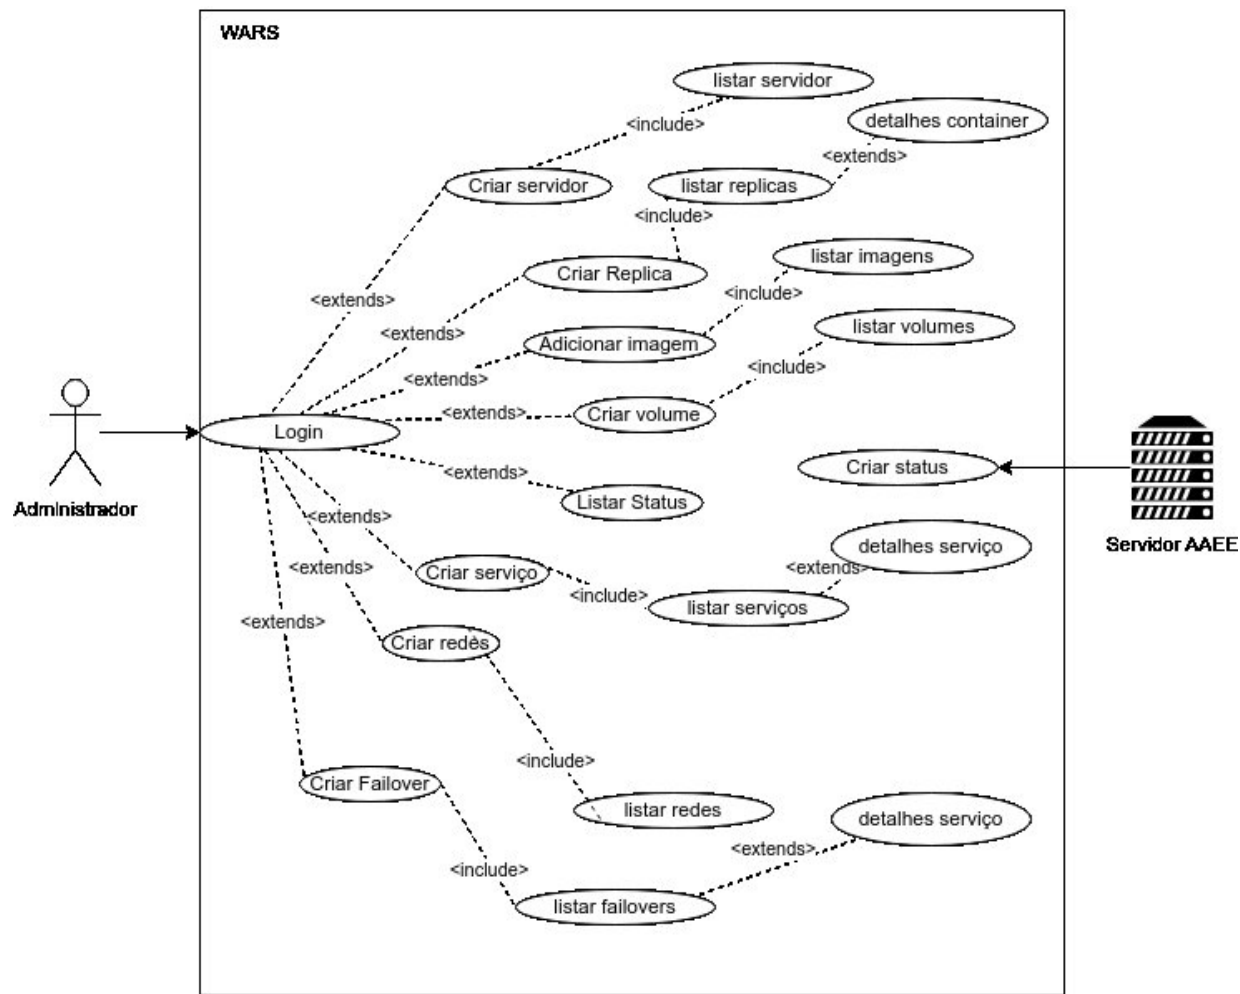 WARS
listar servidor
<include>
detalhes container
<extends>
Criar servidor
listar replicas
<include>
listar imagens
Criar Replica
<extends>
<include>
listar volumes
<extends>
Adicionar imagem
<include>
<extends>
<extends>
Criar volume
Login
Criar status
<extends>
Listar Status
Administrador
<extends>
detalhes serviço
Servidor AAEE
<extends>
<extends>
Criar serviço
<include>
listar serviços
<extends>
Criar redes
<include>
Criar Failover
listar redes
detalhes serviço
<extends>
<include>
listar failovers